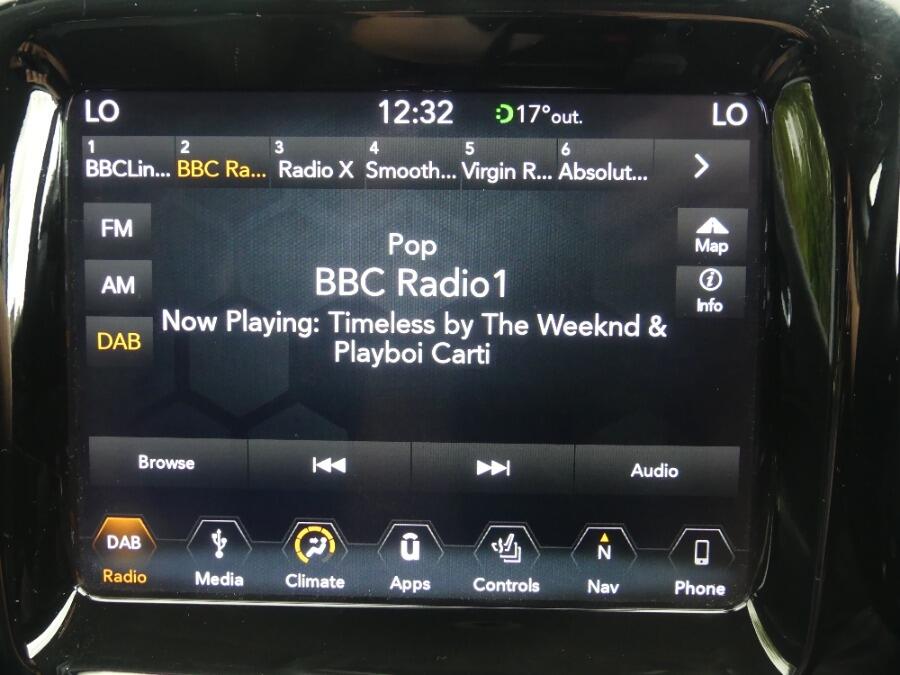 LO 12:32 17°out. LO
1 2 3 4 5 6
BBCLin... BBC Ra... Radio X Smooth... Virgin R... Absolut...
FM
Pop
Map
BBC Radio1
AM
Info
Now Playing: Timeless by The Weeknd &
Playboi Carti
DAB
Browse Audio
DAB u N
Radio Media Climate Apps Controls Nav Phone